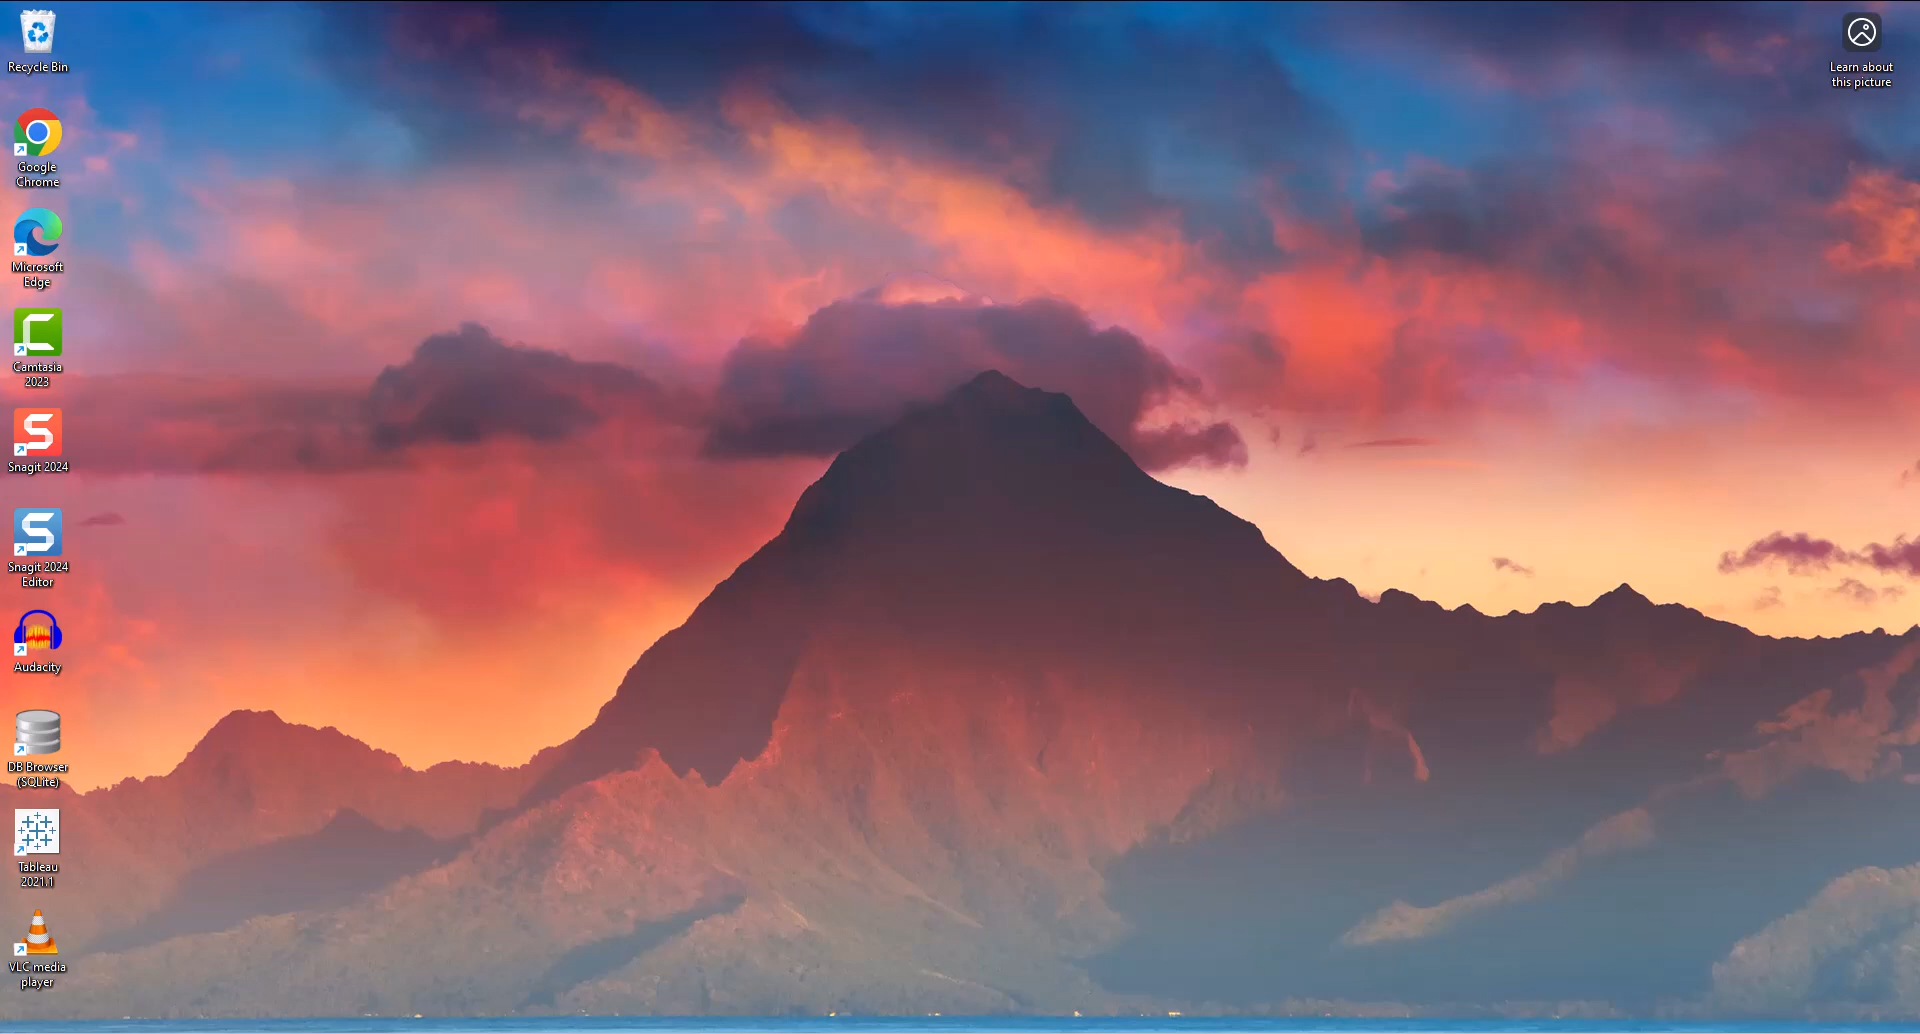 Recycle Bin
Google
Chrome
Microsoft
Edge
Camtasia
2023
Snagit 2024
Snagit 2024
Editor
Audacity
DB Browser
(SQLite)
Tableau
2021.1
VLC media
player
Learn about
this picture